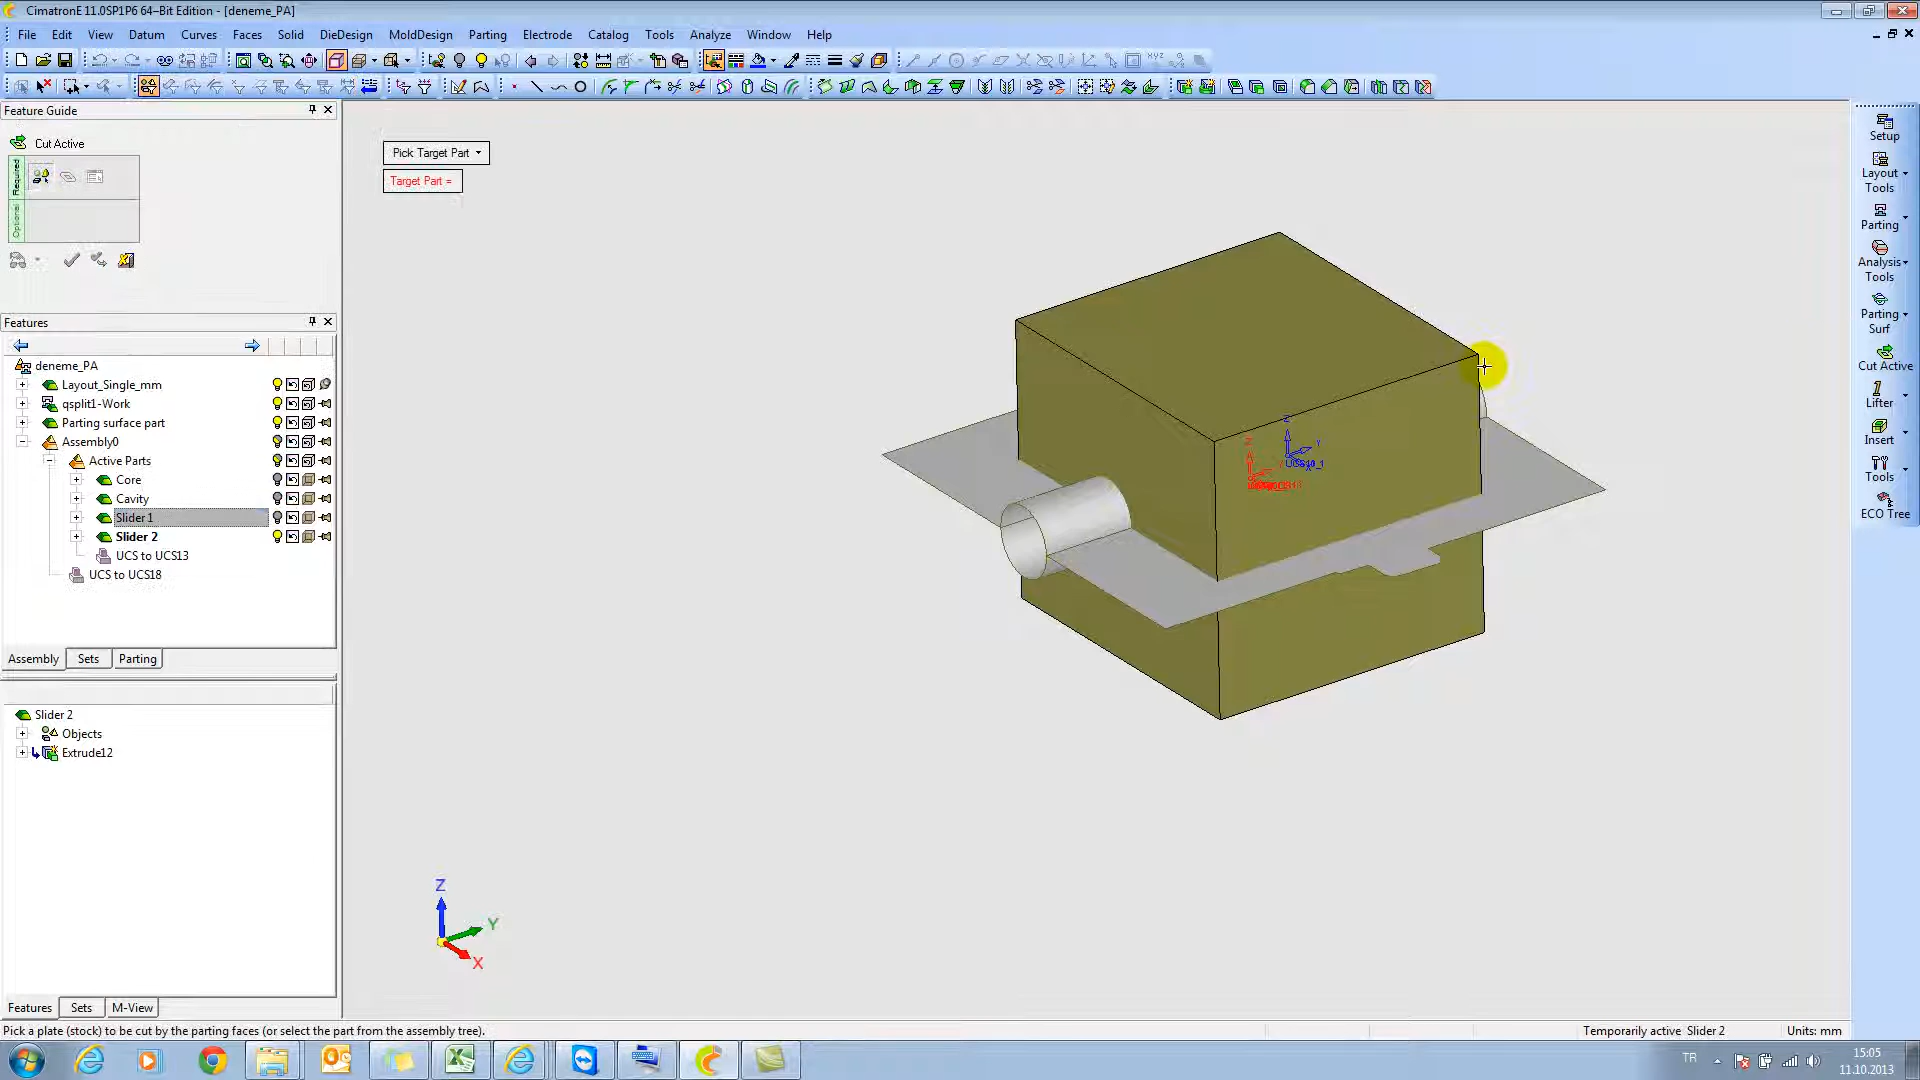 CimatronE 11.0SP1P6 64-Bit Edition - [deneme_PA]
File Edit View Datum Curves Faces Solid DieDesign MoldDesign Parting Electrode Catalog Tools Analyze Window Help
Feature Guide
Cut Active
Required
Optional
Pick Target Part
Target Part =
Features
deneme_PA
Layout_Single_mm
qsplit1-Work
Parting surface part
Assembly0
Active Parts
Core
Cavity
Slider 1
Slider 2
UCS to UCS13
UCS to UCS18
Assembly Sets Parting
Slider 2
Objects
Extrude12
Features Sets M-View
Z
Y
X
Setup
Layout Tools
Parting
Analysis Tools
Parting Surf
Cut Active
Lifter
Insert
Tools
ECO Tree
Pick a plate (stock) to be cut by the parting faces (or select the part from the assembly tree).
Temporarily active Slider 2
Units: mm
TR
15:05
11.10.2013